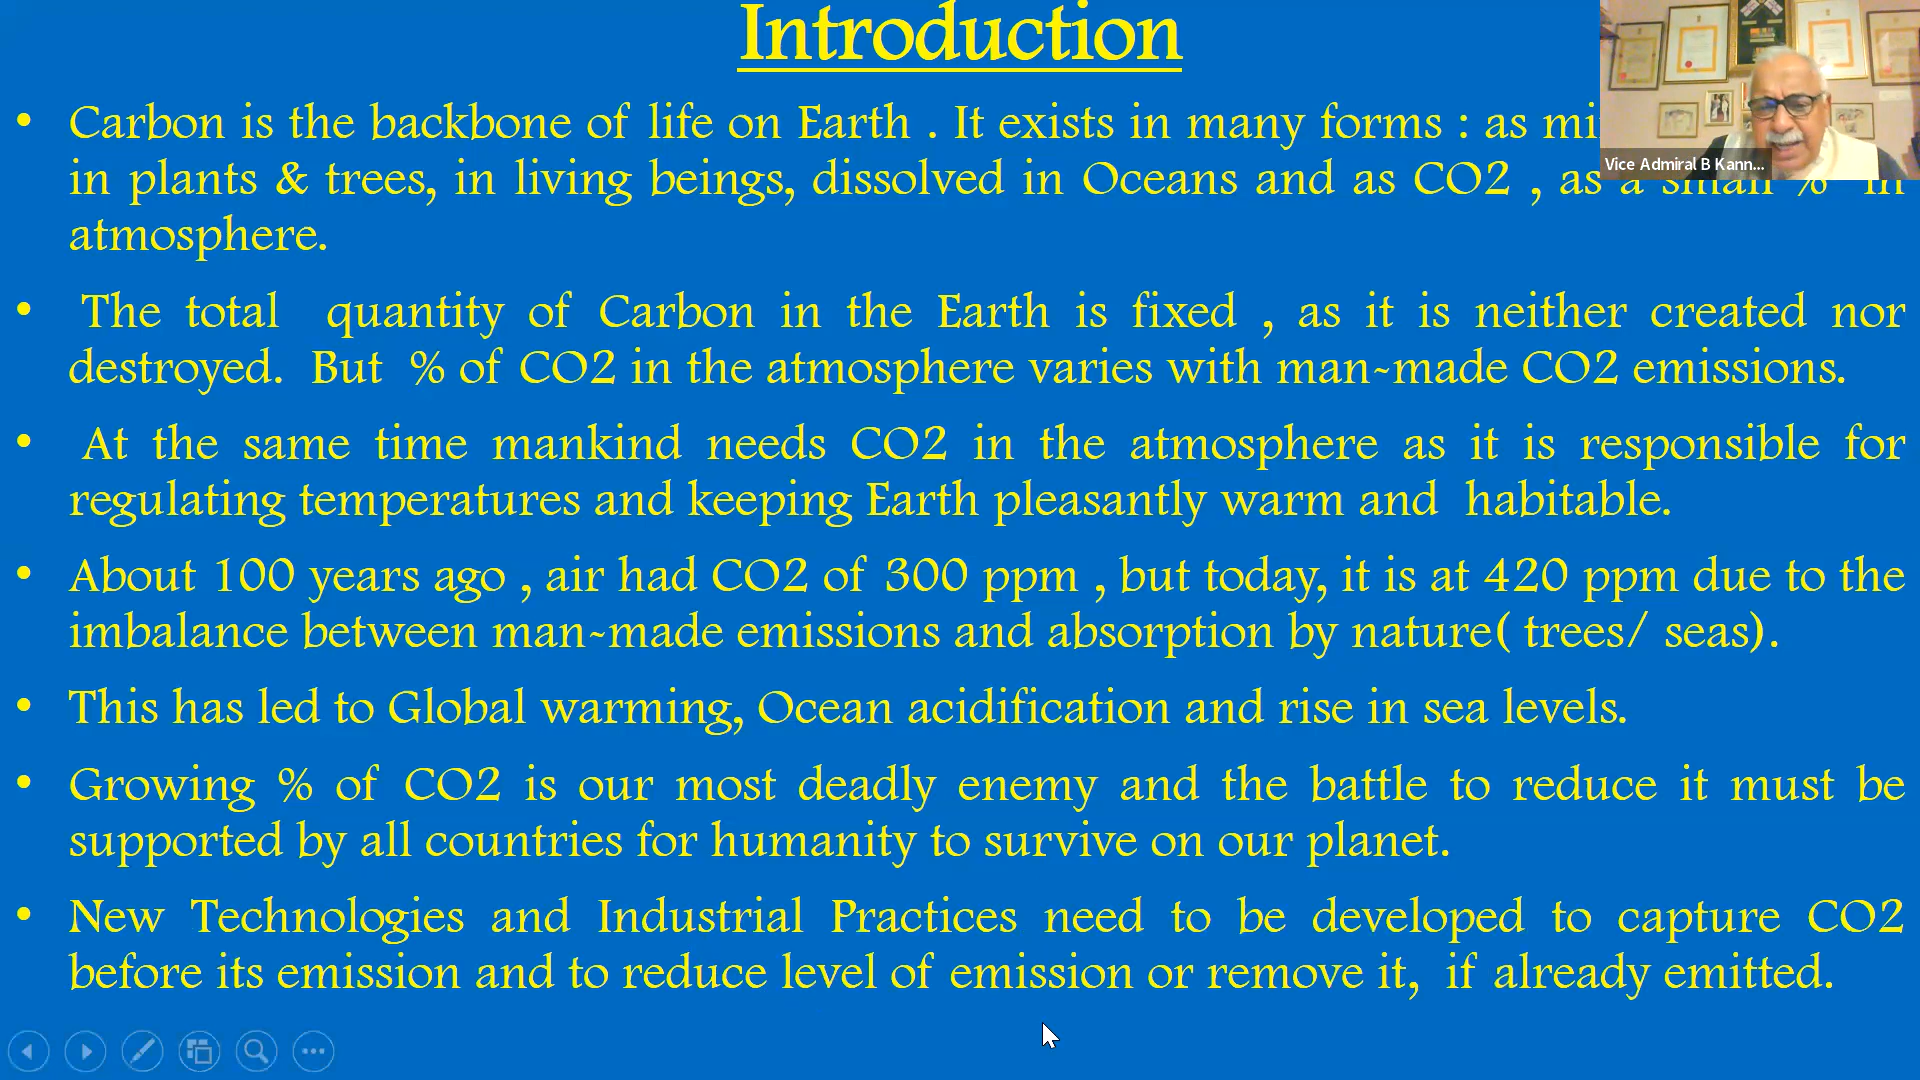 Introduction
• Carbon is the backbone of life on Earth . It exists in many forms : as
in plants & trees, in living beings, dissolved in Oceans and as CO2 , as a small % in
atmosphere.
• The total quantity of Carbon in the Earth is fixed , as it is neither created nor
destroyed. But % of CO2 in the atmosphere varies with man-made CO2 emissions.
• At the same time mankind needs CO2 in the atmosphere as it is responsible for
regulating temperatures and keeping Earth pleasantly warm and habitable.
• About 100 years ago , air had CO2 of 300 ppm , but today, it is at 420 ppm due to the
imbalance between man-made emissions and absorption by nature( trees/ seas).
• This has led to Global warming, Ocean acidification and rise in sea levels.
• Growing % of CO2 is our most deadly enemy and the battle to reduce it must be
supported by all countries for humanity to survive on our planet.
• New Technologies and Industrial Practices need to be developed to capture CO2
before its emission and to reduce level of emission or remove it, if already emitted.
Vice Admiral B Kann...